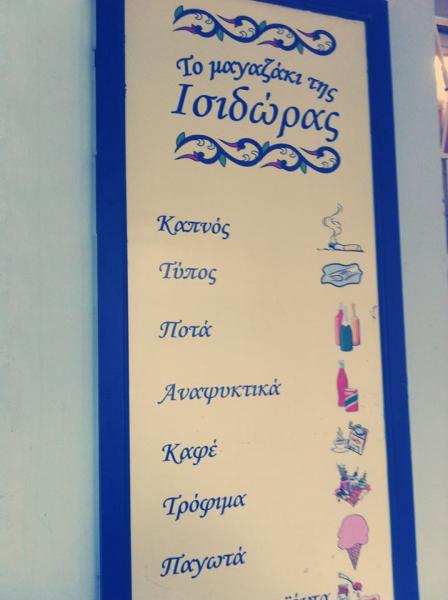 Το μαγαζάκι της
Ισιδώρας
Καπνός
Τύπος
Ποτά
Αναψυκτικά
Καφέ
Τρόφιμα
Παγωτά